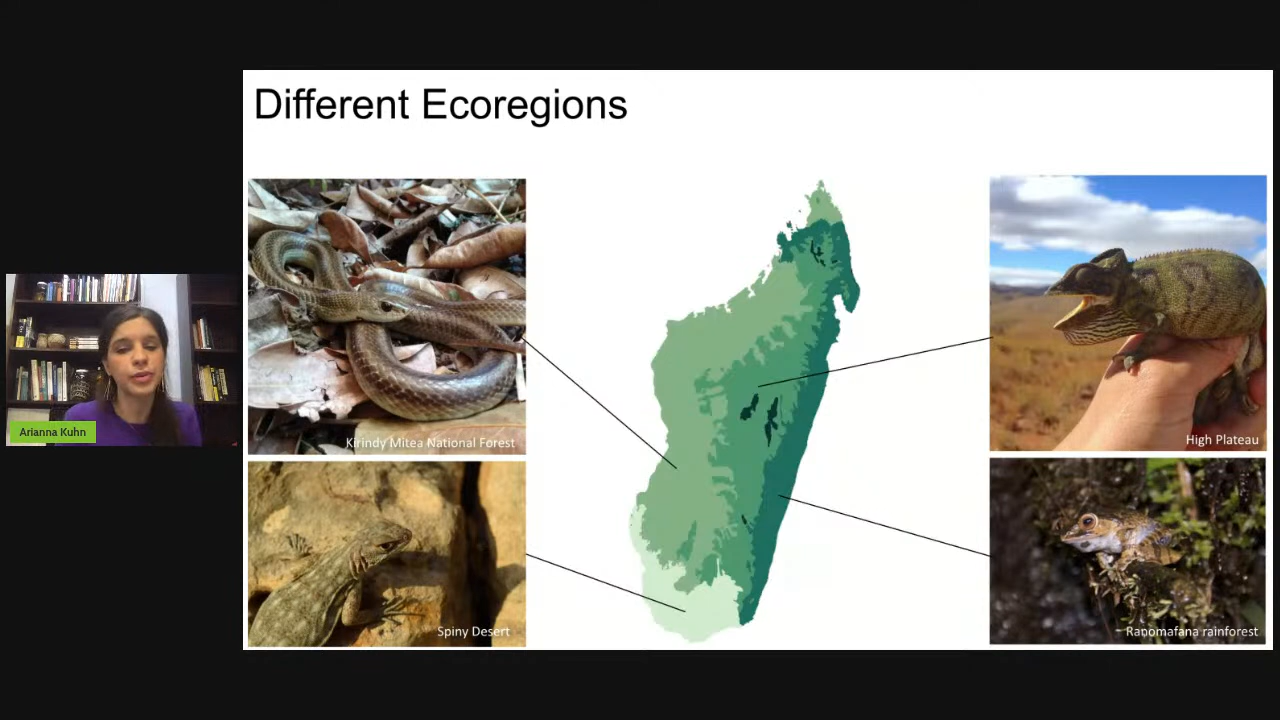 Different Ecoregions
Kirindy Mitea National Forest
High Plateau
Arianna Kuhn
Spiny Desert
Ranomafana rainforest